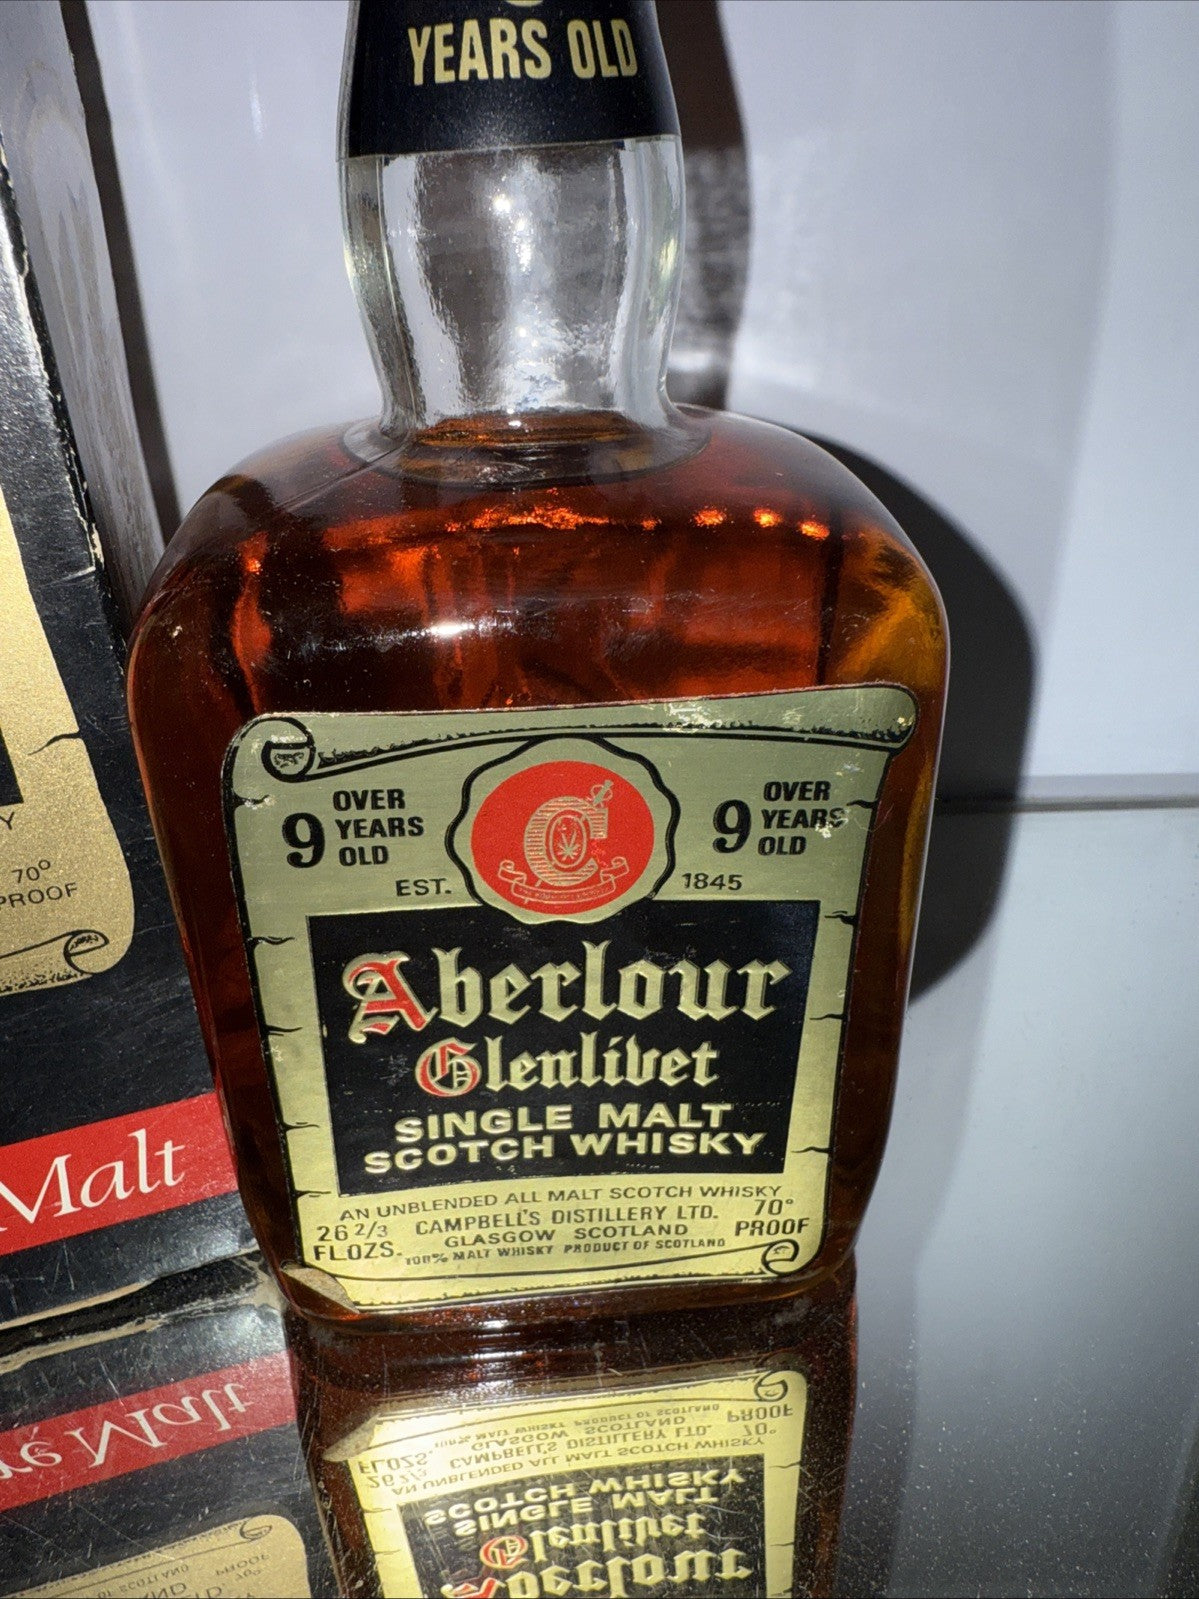 YEARS OLD
9 OVER
YEARS
OLD
9 OVER
YEARS
OLD
EST. 1845
Aberlour
Glenlivet
SINGLE MALT
SCOTCH WHISKY
AN UNBLENDED ALL MALT SCOTCH WHISKY
26 2/3
FL.OZS.
CAMPBELL'S DISTILLERY LTD.
GLASGOW SCOTLAND
70°
PROOF
100% MALT WHISKY PRODUCT OF SCOTLAND
Y
70°
PROOF
Malt